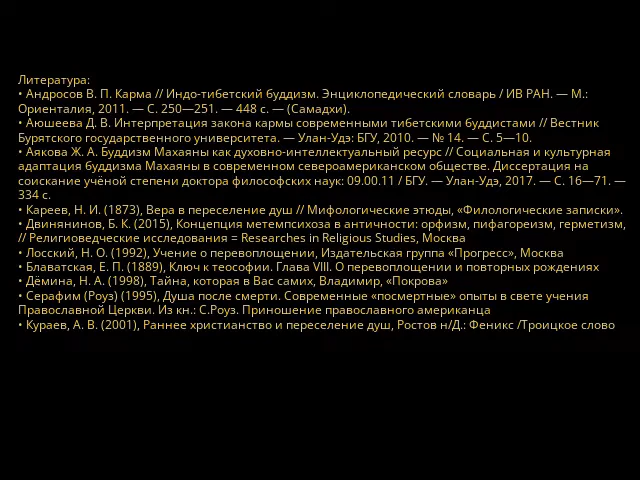 Литература:
• Андросов В. П. Карма // Индо-тибетский буддизм. Энциклопедический словарь / ИВ РАН. — М.:
Ориенталия, 2011. — С. 250—251. — 448 с. — (Самадхи).
• Аюшеева Д. В. Интерпретация закона кармы современными тибетскими буддистами // Вестник
Бурятского государственного университета. — Улан-Удэ: БГУ, 2010. — № 14. — С. 5—10.
• Аякова Ж. А. Буддизм Махаяны как духовно-интеллектуальный ресурс // Социальная и культурная
адаптация буддизма Махаяны в современном североамериканском обществе. Диссертация на
соискание учёной степени доктора философских наук: 09.00.11 / БГУ. — Улан-Удэ, 2017. — С. 16—71. —
334 с.
• Кареев, Н. И. (1873), Вера в переселение душ // Мифологические этюды, «Филологические записки».
• Двинянинов, Б. К. (2015), Концепция метемпсихоза в античности: орфизм, пифагореизм, герметизм,
// Религиоведческие исследования = Researches in Religious Studies, Москва
• Лосский, Н. О. (1992), Учение о перевоплощении, Издательская группа «Прогресс», Москва
• Блаватская, Е. П. (1889), Ключ к теософии. Глава VIII. О перевоплощении и повторных рождениях
• Дёмина, Н. А. (1998), Тайна, которая в Вас самих, Владимир, «Покрова»
• Серафим (Роуз) (1995), Душа после смерти. Современные «посмертные» опыты в свете учения
Православной Церкви. Из кн.: С.Роуз. Приношение православного американца
• Кураев, А. В. (2001), Раннее христианство и переселение душ, Ростов н/Д.: Феникс /Троицкое слово